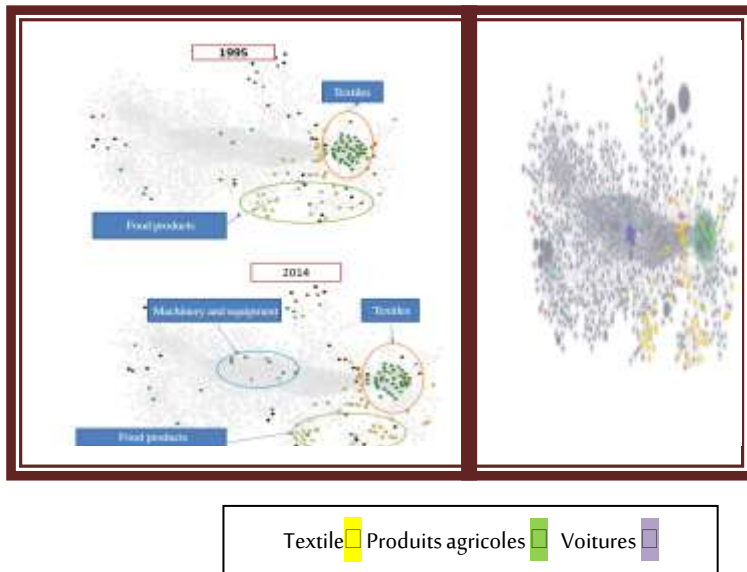 1995
Textiles
Food products
2014
Machinery and equipment
Textiles
Food products
Textile Produits agricoles Voitures